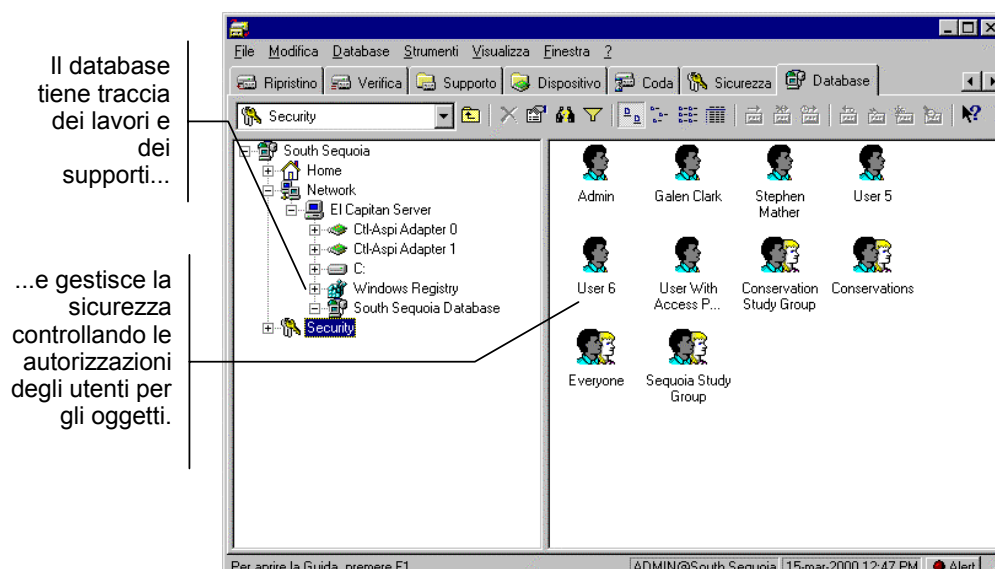 Il database
tiene traccia
dei lavori e
dei
supporti...
...e gestisce la
sicurezza
controllando le
autorizzazioni
degli utenti per
gli oggetti.
File Modifica Database Strumenti Visualizza Finestra ?
Ripristino Verifica Supporto Dispositivo Coda Sicurezza Database
Security
South Sequoia
Home
Network
El Capitan Server
Ctl-Aspi Adapter 0
Ctl-Aspi Adapter 1
C:
Windows Registry
South Sequoia Database
Security
Admin Galen Clark Stephen Mather User 5
User 6 User With Access P... Conservation Study Group Conservations
Everyone Sequoia Study Group
Per aprire la Guida, premere F1 ADMIN@South Sequoia 15-mar-2000 12:47 PM Alert